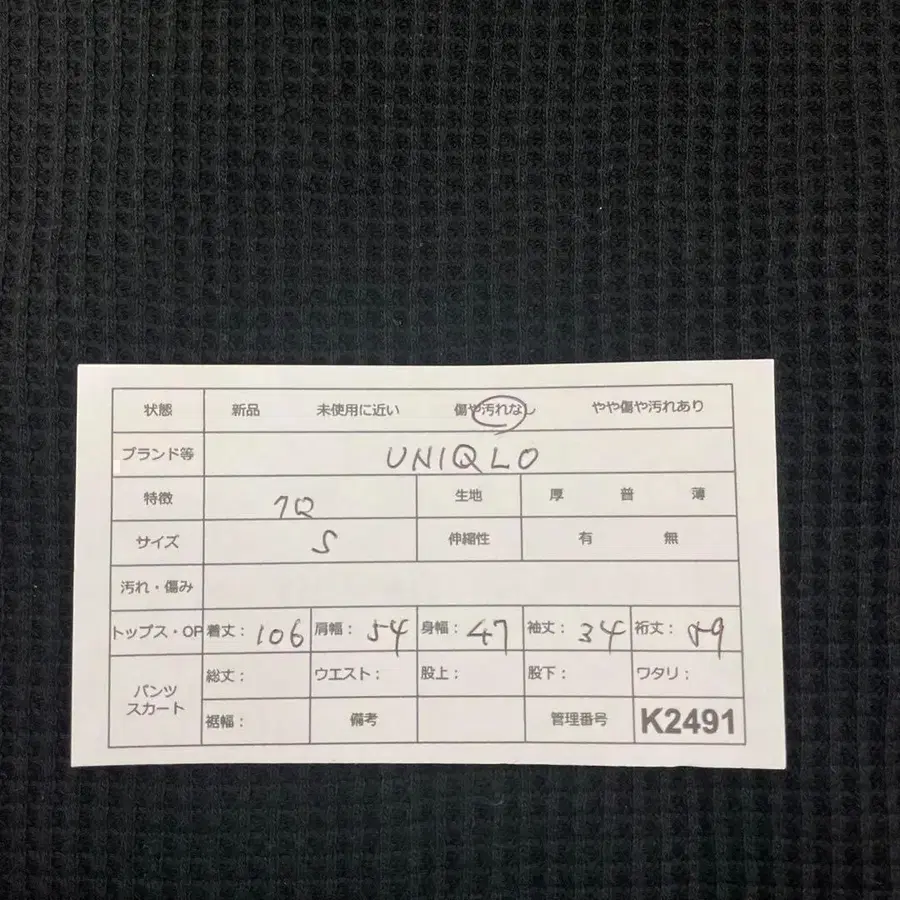 状態 新品 未使用に近い 傷や汚れなし やや傷や汚れあり
ブランド等 UNIQLO
特徴 7Q 生地 厚 普 薄
サイズ S 伸縮性 有 無
汚れ・傷み
トップス・OP 着丈: 106 肩幅: 54 身幅: 47 袖丈: 34 裄丈: 59
パンツ スカート 総丈: ウエスト: 股上: 股下: ワタリ:
裾幅: 備考 管理番号 K2491